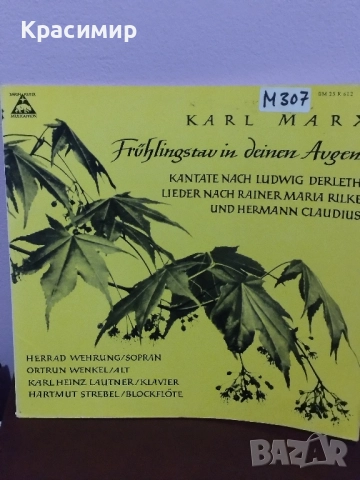 Красимир
BM 25 R 612
M307
KARL MARX
Frühlingstau in deinen Augen
KANTATE NACH LUDWIG DERLETH
LIEDER NACH RAINER MARIA RILKE
UND HERMANN CLAUDIUS
HERRAD WEHRUNG/SOPRAN
ORTRUN WENKEL/ALT
KARL HEINZ LAUTNER/KLAVIER
HARTMUT STREBEL/BLOCKFLÖTE
BAZAR